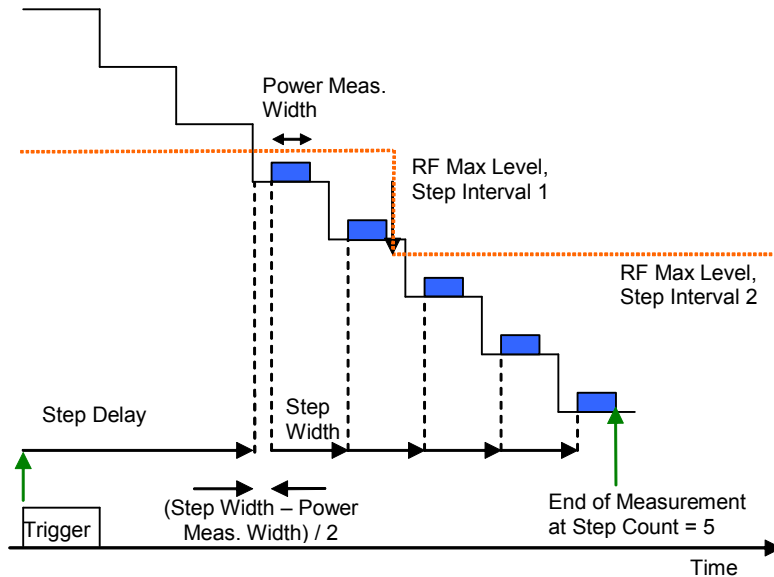 Power Meas.
Width
RF Max Level,
Step Interval 1
RF Max Level,
Step Interval 2
Step Delay
Step
Width
(Step Width – Power
Meas. Width) / 2
End of Measurement
at Step Count = 5
Trigger
Time